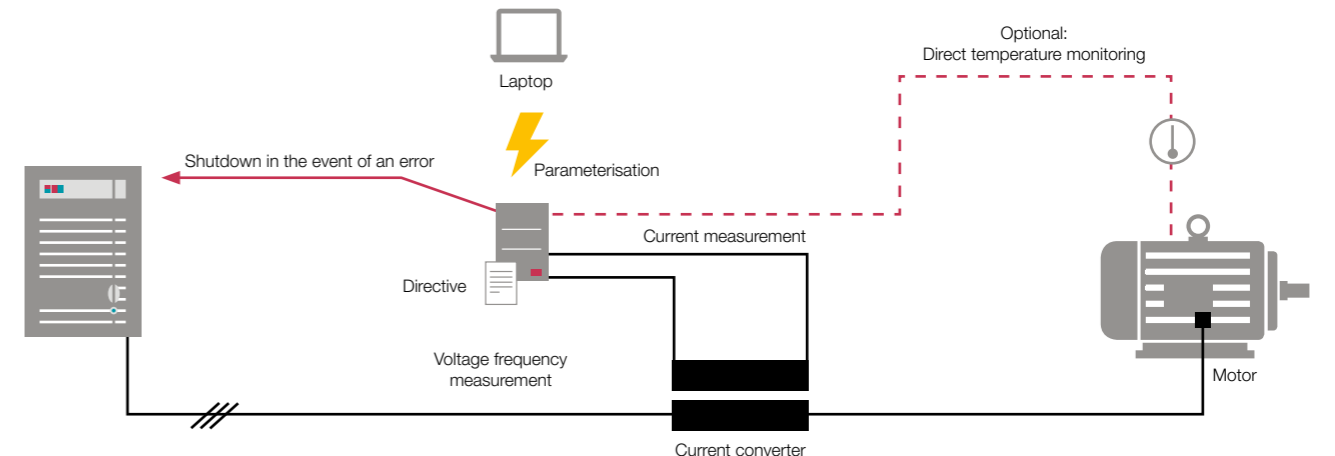 Optional:
Direct temperature monitoring
Laptop
Shutdown in the event of an error
Parameterisation
Current measurement
Directive
Voltage frequency
measurement
Motor
Current converter